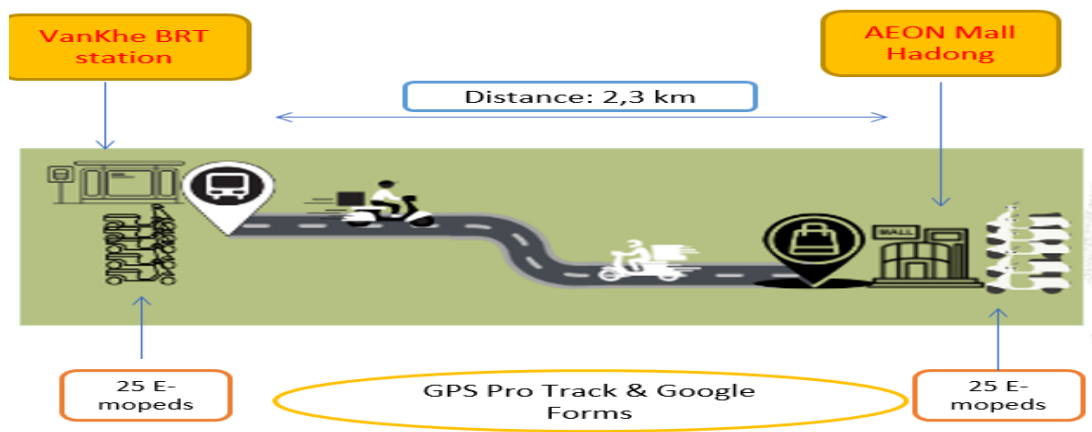 VanKhe BRT
station
AEON Mall
Hadong
Distance: 2,3 km
MALL
25 E-
mopeds
GPS Pro Track & Google
Forms
25 E-
mopeds